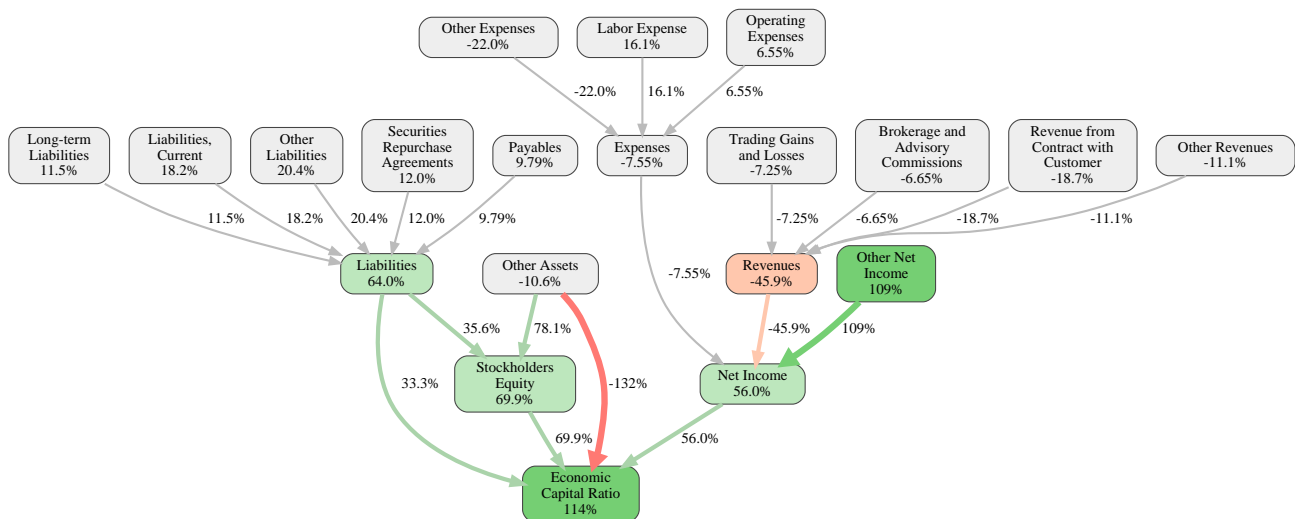 Other Expenses
-22.0%
Labor Expense
16.1%
Operating
Expenses
6.55%
-22.0%
16.1%
6.55%
Long-term
Liabilities
11.5%
Liabilities,
Current
18.2%
Other
Liabilities
20.4%
Securities
Repurchase
Agreements
12.0%
Payables
9.79%
Expenses
-7.55%
Trading Gains
and Losses
-7.25%
Brokerage and
Advisory
Commissions
-6.65%
Revenue from
Contract with
Customer
-18.7%
Other Revenues
-11.1%
11.5%
18.2%
20.4%
12.0%
9.79%
-7.25%
-6.65%
-18.7%
-11.1%
Liabilities
64.0%
Other Assets
-10.6%
-7.55%
Revenues
-45.9%
Other Net
Income
109%
35.6%
78.1%
-45.9%
109%
Stockholders
Equity
69.9%
Net Income
56.0%
33.3%
-132%
69.9%
56.0%
Economic
Capital Ratio
114%